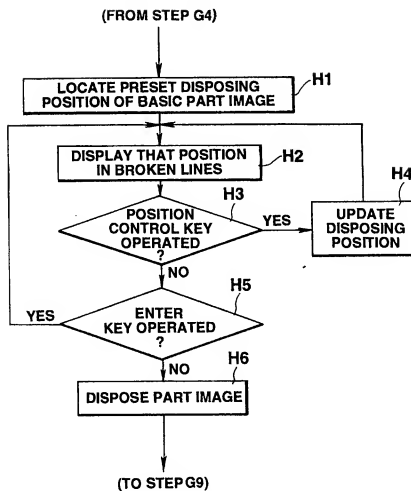 (FROM STEP G4)
LOCATE PRESET DISPOSING
POSITION OF BASIC PART IMAGE
H1
DISPLAY THAT POSITION
IN BROKEN LINES
H2
H3
POSITION
CONTROL KEY
OPERATED
?
YES
H4
UPDATE
DISPOSING
POSITION
NO
H5
ENTER
KEY OPERATED
?
YES
NO
H6
DISPOSE PART IMAGE
(TO STEP G9)